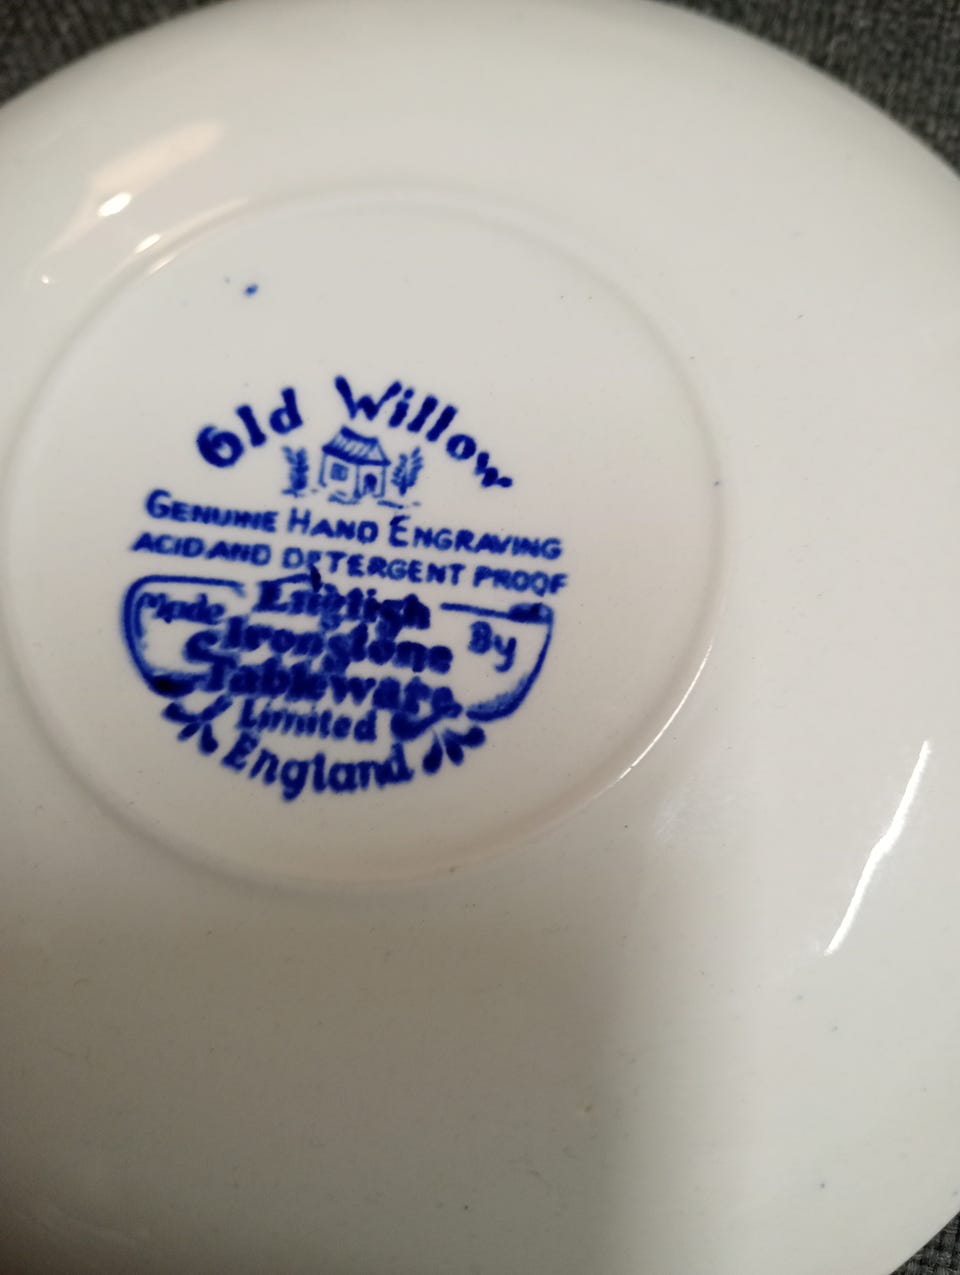 Old Willow
GENUINE HAND ENGRAVING
ACID AND DETERGENT PROOF
Made English By
Ironstone
Tableware
Limited
England